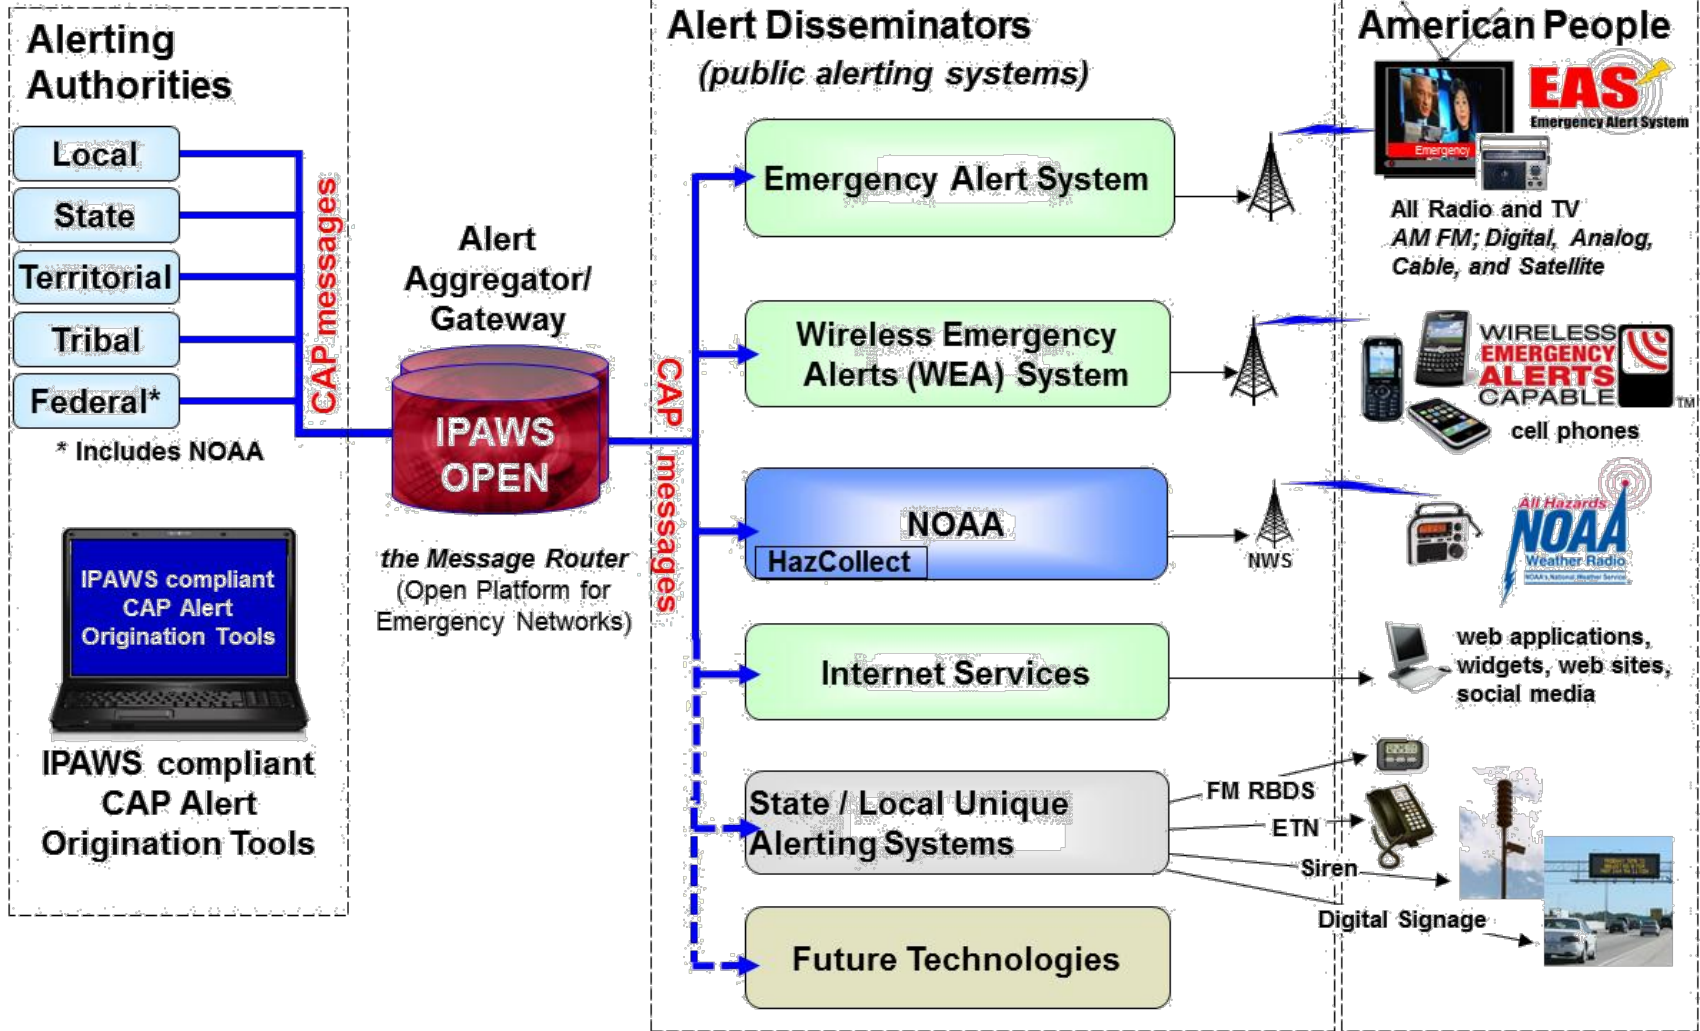 Alerting
Authorities
Local
State
Territorial
Tribal
Federal*
* Includes NOAA
CAP messages
IPAWS compliant
CAP Alert
Origination Tools
IPAWS compliant
CAP Alert
Origination Tools
Alert
Aggregator/
Gateway
IPAWS
OPEN
the Message Router
(Open Platform for
Emergency Networks)
CAP messages
Alert Disseminators
(public alerting systems)
Emergency Alert System
Wireless Emergency
Alerts (WEA) System
NOAA
HazCollect
NWS
Internet Services
State / Local Unique
Alerting Systems
FM RBDS
ETN
Siren
Digital Signage
Future Technologies
American People
Emergency
EAS
Emergency Alert System
All Radio and TV
AM FM; Digital, Analog,
Cable, and Satellite
WIRELESS
EMERGENCY
ALERTS
CAPABLE
TM
cell phones
All Hazards
NOAA
Weather Radio
NOAA's National Weather Service
web applications,
widgets, web sites,
social media